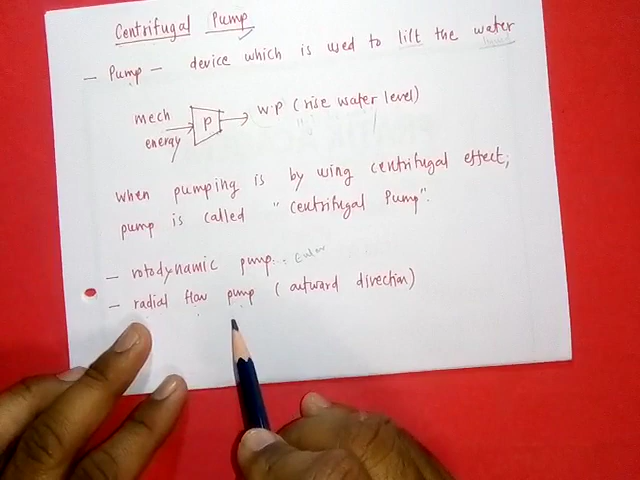 Centrifugal Pump
- Pump - device which is used to lift the water
mech energy → P → W.P (rise water level)
When pumping is by wing centrifugal effect;
pump is called "Centrifugal Pump".
- rotodynamic pump..
- radial flow pump (outward direction)